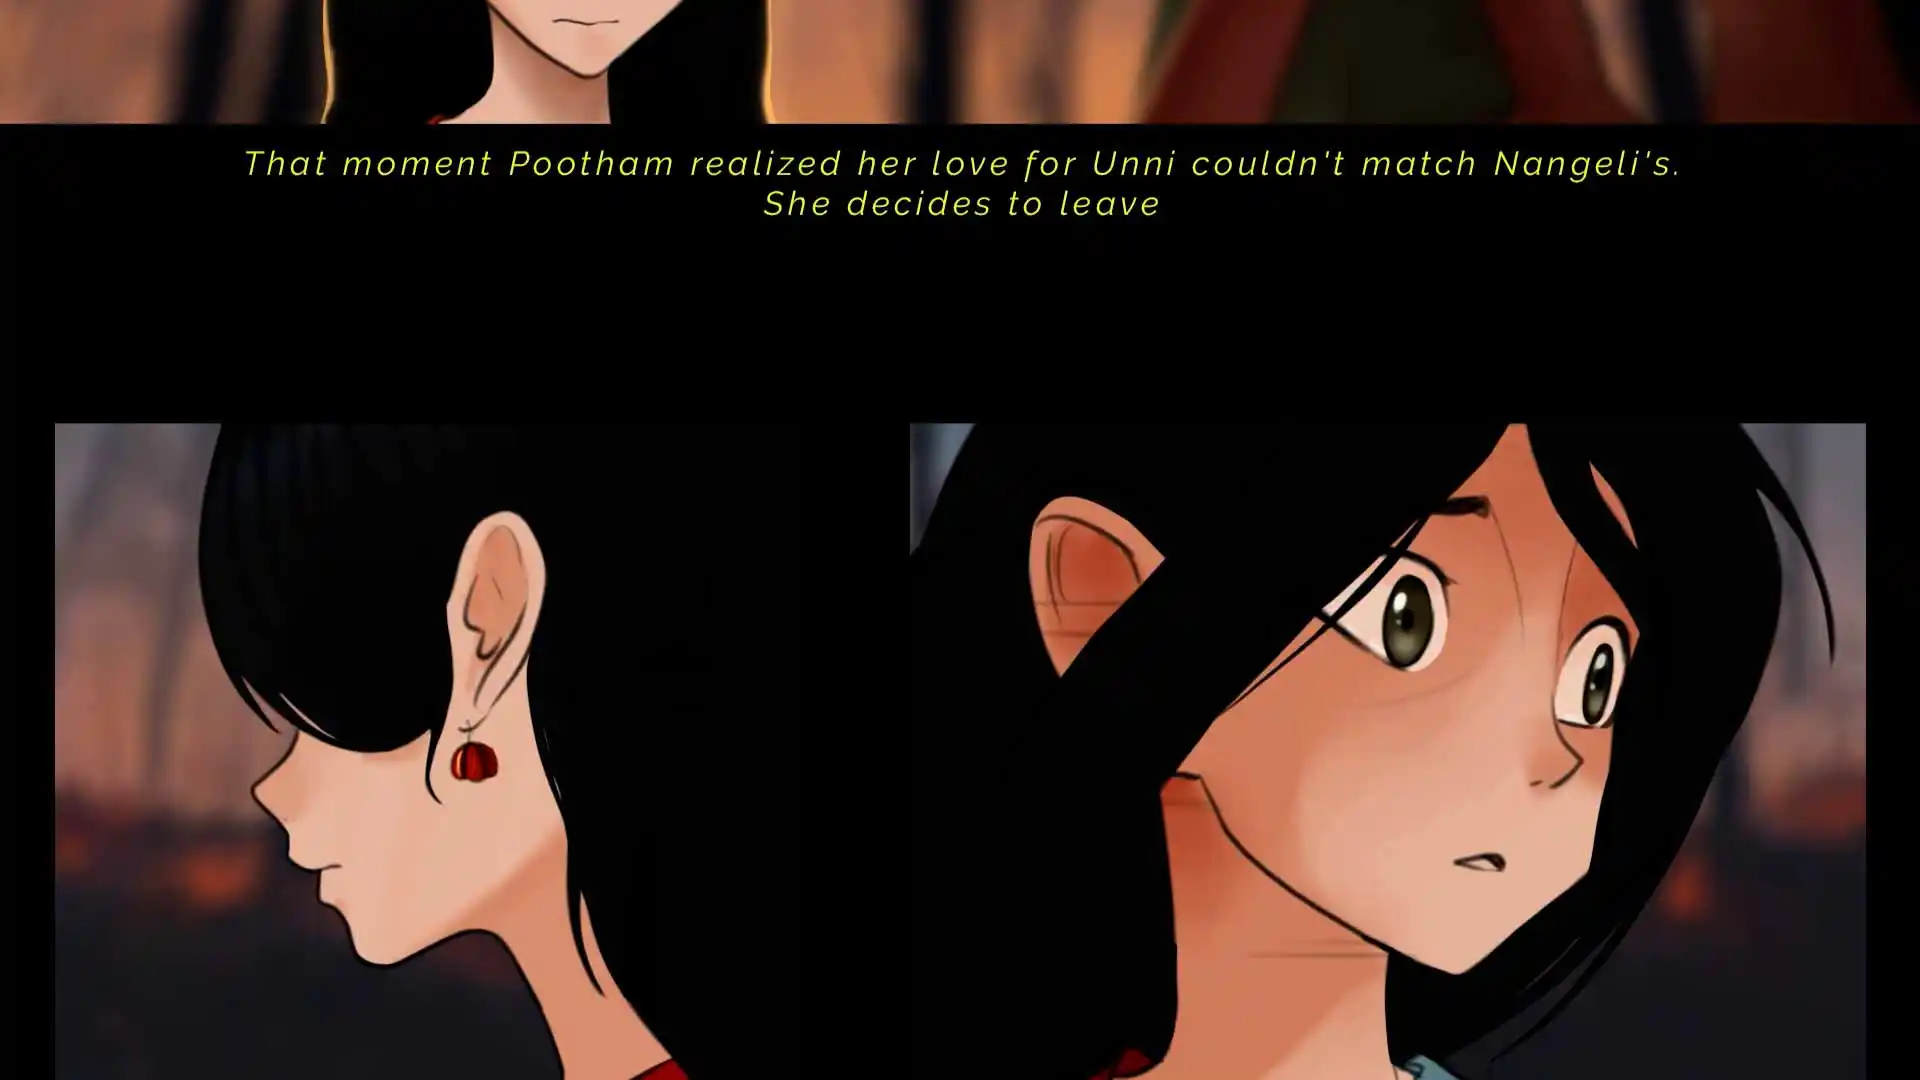 That moment Pootham realized her love for Unni couldn't match Nangeli's.
She decides to leave